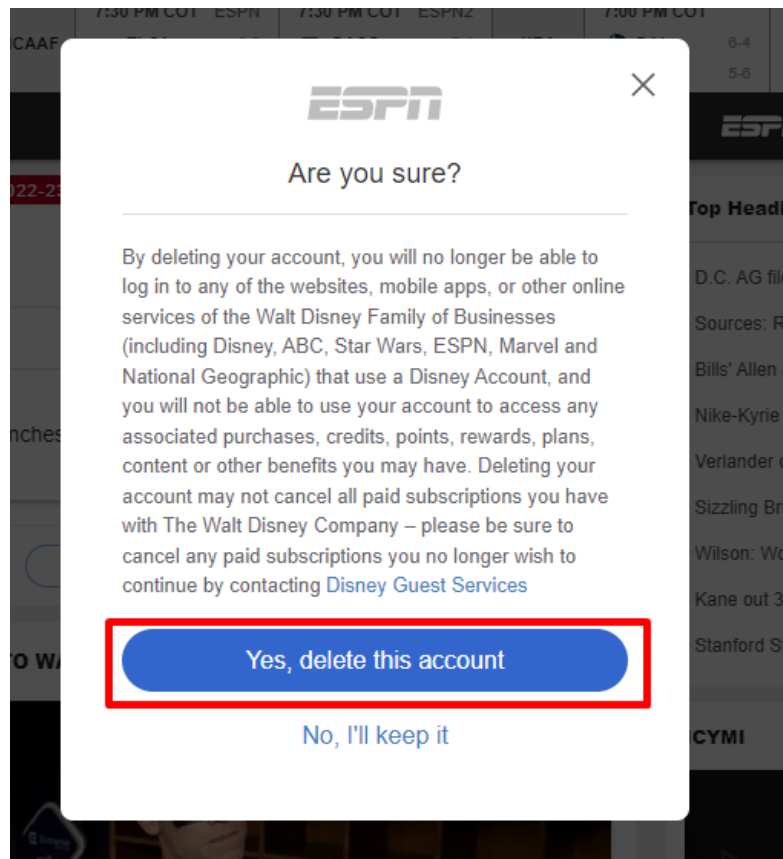 7:30 PM COT ESPN
7:30 PM COT ESPN2
7:00 PM COT
6-4
5-6
ESPN
Are you sure?
By deleting your account, you will no longer be able to
log in to any of the websites, mobile apps, or other online
services of the Walt Disney Family of Businesses
(including Disney, ABC, Star Wars, ESPN, Marvel and
National Geographic) that use a Disney Account, and
you will not be able to use your account to access any
associated purchases, credits, points, rewards, plans,
content or other benefits you may have. Deleting your
account may not cancel all paid subscriptions you have
with The Walt Disney Company – please be sure to
cancel any paid subscriptions you no longer wish to
continue by contacting Disney Guest Services
Yes, delete this account
No, I'll keep it
Top Headl
D.C. AG fil
Sources: R
Bills' Allen
Nike-Kyrie
Verlander
Sizzling Br
Wilson: Wo
Kane out 3
Stanford S
CYMI
022-23
nches
TO WA